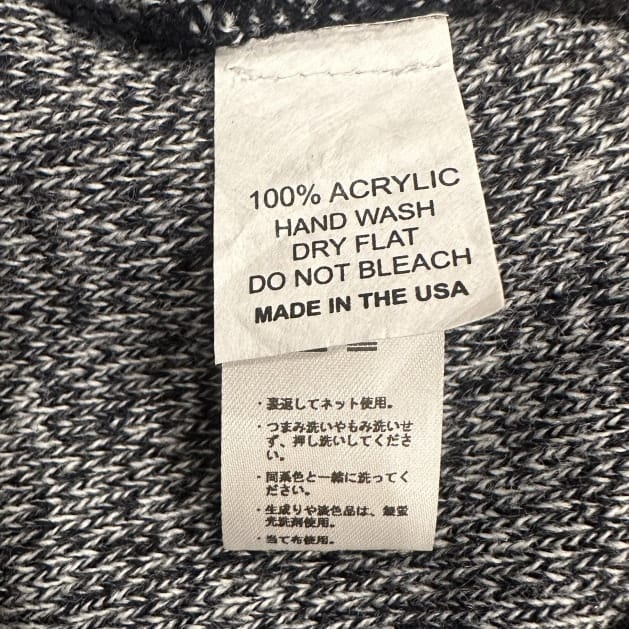 100% ACRYLIC
HAND WASH
DRY FLAT
DO NOT BLEACH
MADE IN THE USA
・裏返してネット使用。
・つまみ洗いやもみ洗いせ
ず、押し洗いしてくださ
い。
・同系色と一緒に洗ってく
ださい。
・生成りや淡色品は、無蛍
光洗剤使用。
・当て布使用。